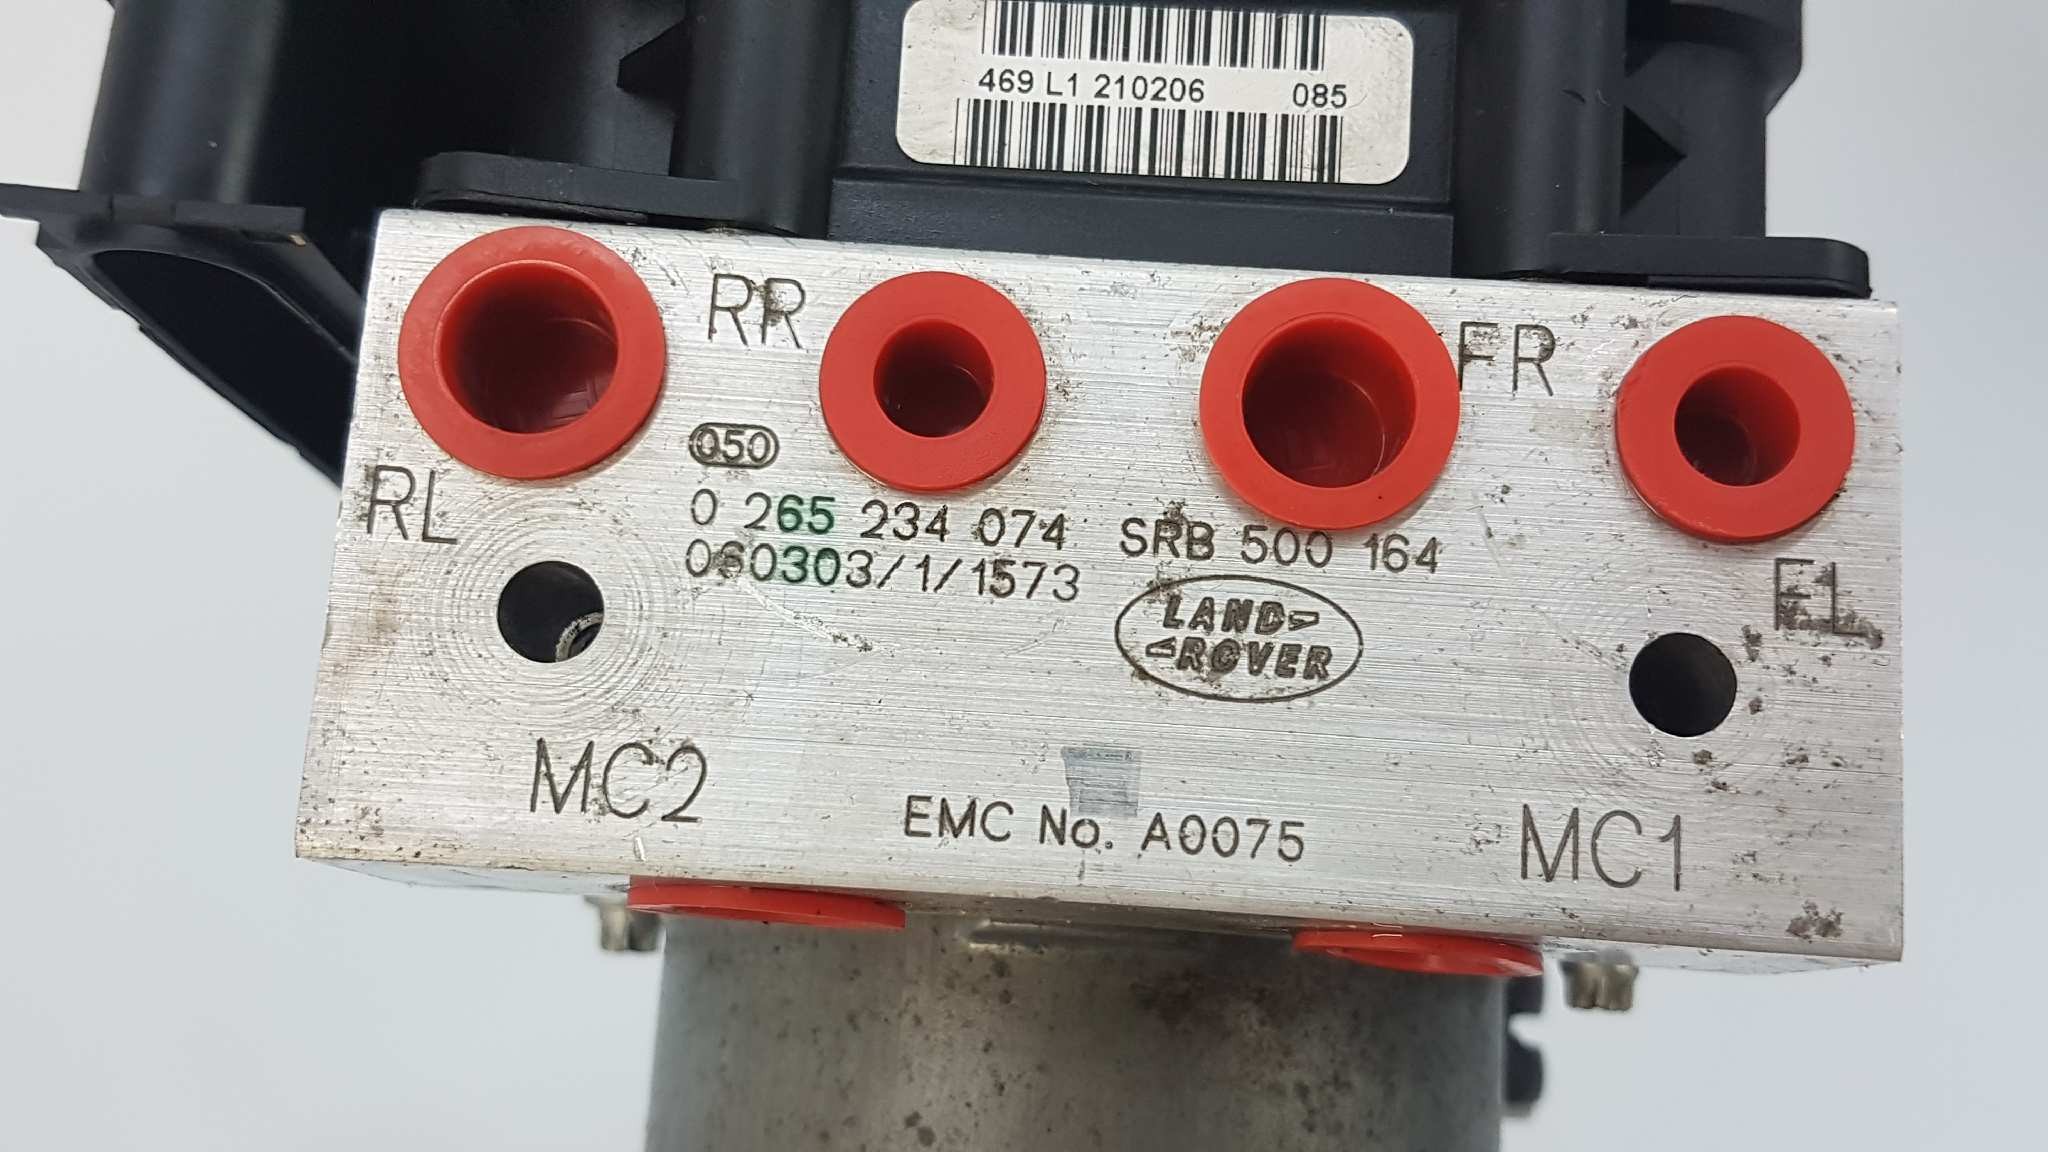 469 L1 210206 085
RR
FR
050
RL
0 265 234 074 SRB 500 164
060303/1/1573
FL
LAND
ROVER
MC2
EMC No. A0075
MC1